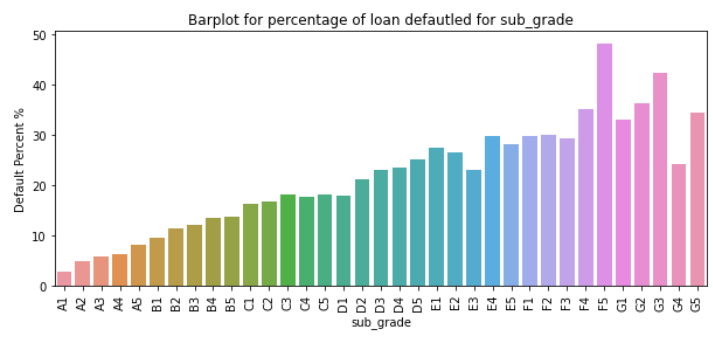 Barplot for percentage of loan defautled for sub_grade
Default Percent %
50
40
30
20
10
0
A1 A2 A3 A4 A5 B1 B2 B3 B4 B5 C1 C2 C3 C4 C5 D1 D2 D3 D4 D5 E1 E2 E3 E4 E5 F1 F2 F3 F4 F5 G1 G2 G3 G4 G5
sub_grade